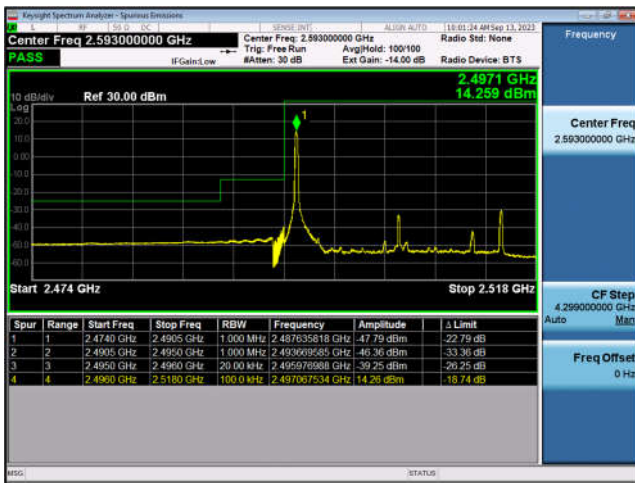 Keysight Spectrum Analyzer - Spurious Emissions
L RF 50 Ω DC SENSE:INT ALIGN AUTO 10:01:24 AM Sep 13, 2023
Center Freq 2.593000000 GHz Center Freq: 2.593000000 GHz Radio Std: None Frequency
Trig: Free Run Avg|Hold: 100/100
PASS IFGain:Low #Atten: 30 dB Ext Gain: -14.00 dB Radio Device: BTS
2.4971 GHz
10 dB/div Ref 30.00 dBm 14.259 dBm
Log
20.0
10.0
0.00
-10.0
-20.0
-30.0
-40.0
-50.0
-60.0
1
Center Freq
2.593000000 GHz
Start 2.474 GHz Stop 2.518 GHz
CF Step
4.299000000 GHz
Auto Man
Freq Offset
0 Hz
Spur Range Start Freq Stop Freq RBW Frequency Amplitude Δ Limit
1 1 2.4740 GHz 2.4905 GHz 1.000 MHz 2.487635818 GHz -47.79 dBm -22.79 dB
2 2 2.4905 GHz 2.4950 GHz 1.000 MHz 2.493669585 GHz -46.36 dBm -33.36 dB
3 3 2.4950 GHz 2.4960 GHz 20.00 kHz 2.495976988 GHz -39.25 dBm -26.25 dB
4 4 2.4960 GHz 2.5180 GHz 100.0 kHz 2.497067534 GHz 14.26 dBm -18.74 dB
MSG STATUS